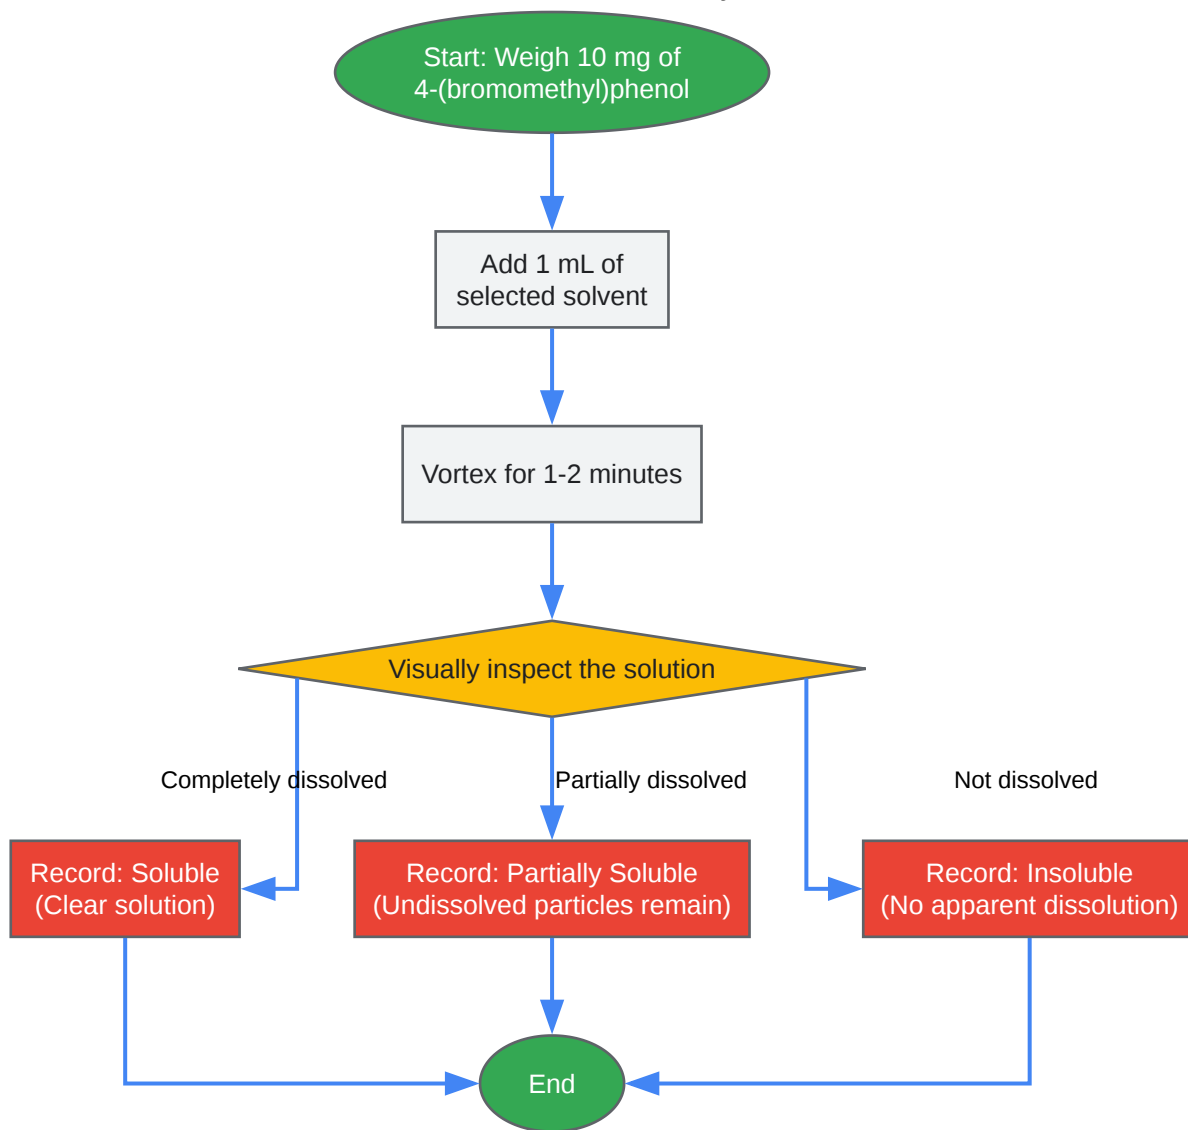 Start: Weigh 10 mg of
4-(bromomethyl)phenol
Add 1 mL of
selected solvent
Vortex for 1-2 minutes
Visually inspect the solution
Completely dissolved
Partially dissolved
Not dissolved
Record: Soluble
(Clear solution)
Record: Partially Soluble
(Undissolved particles remain)
Record: Insoluble
(No apparent dissolution)
End